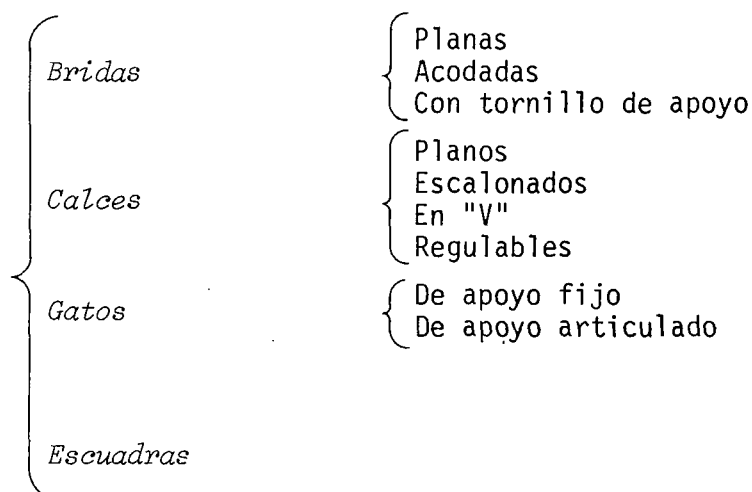 Bridas
Planas
Acodadas
Con tornillo de apoyo
Calces
Planos
Escalonados
En "V"
Regulables
Gatos
De apoyo fijo
De apoyo articulado
Escuadras